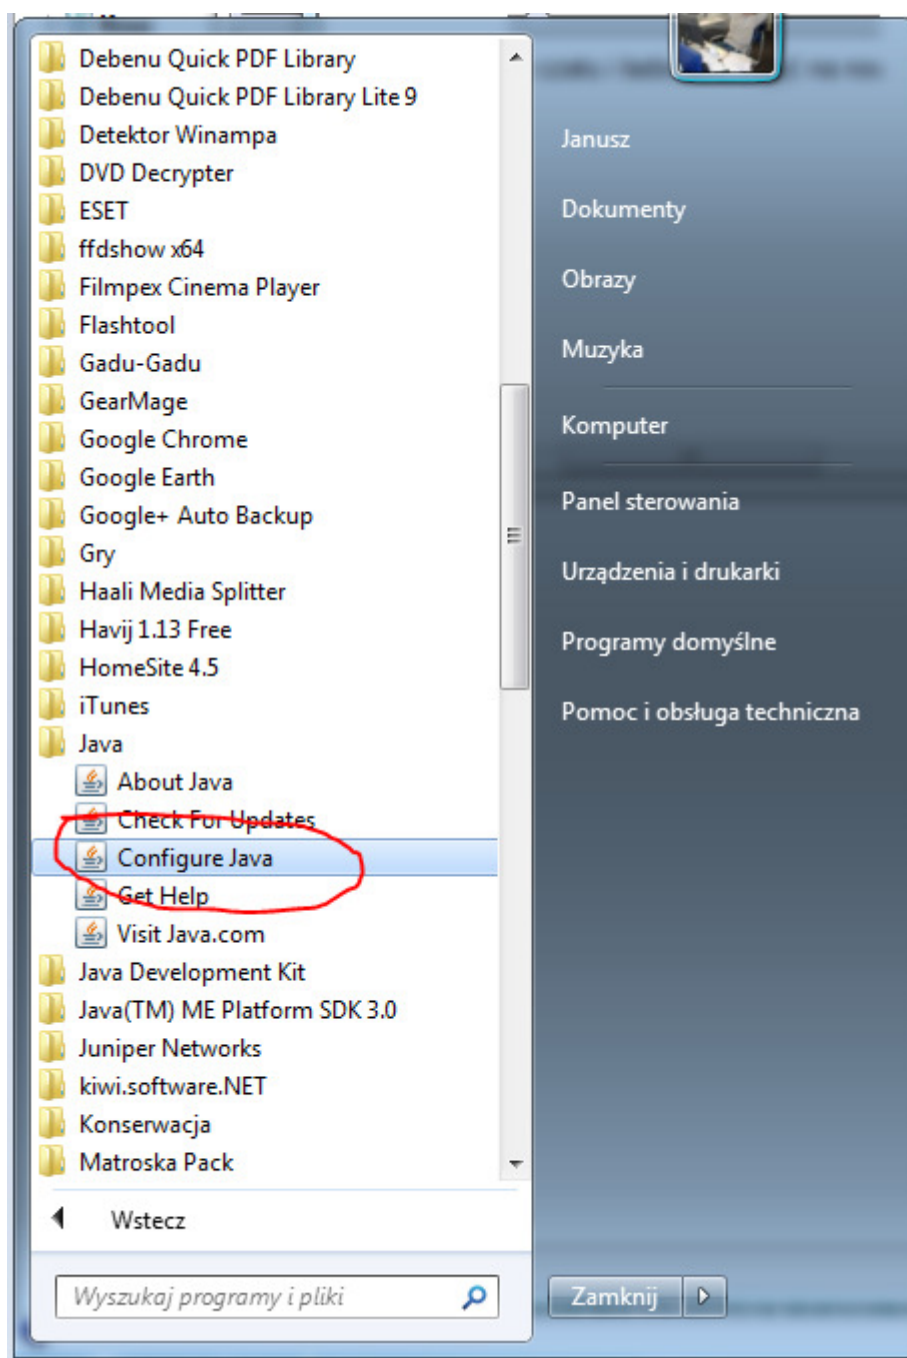 Debenu Quick PDF Library
Debenu Quick PDF Library Lite 9
Detektor Winampa
DVD Decrypter
ESET
ffdshow x64
Filmpex Cinema Player
Flashtool
Gadu-Gadu
GearMage
Google Chrome
Google Earth
Google+ Auto Backup
Gry
Haali Media Splitter
Havij 1.13 Free
HomeSite 4.5
iTunes
Java
About Java
Check For Updates
Configure Java
Get Help
Visit Java.com
Java Development Kit
Java(TM) ME Platform SDK 3.0
Juniper Networks
kiwi.software.NET
Konserwacja
Matroska Pack
Wstecz
Wyszukaj programy i pliki
Janusz
Dokumenty
Obrazy
Muzyka
Komputer
Panel sterowania
Urządzenia i drukarki
Programy domyślne
Pomoc i obsługa techniczna
Zamknij